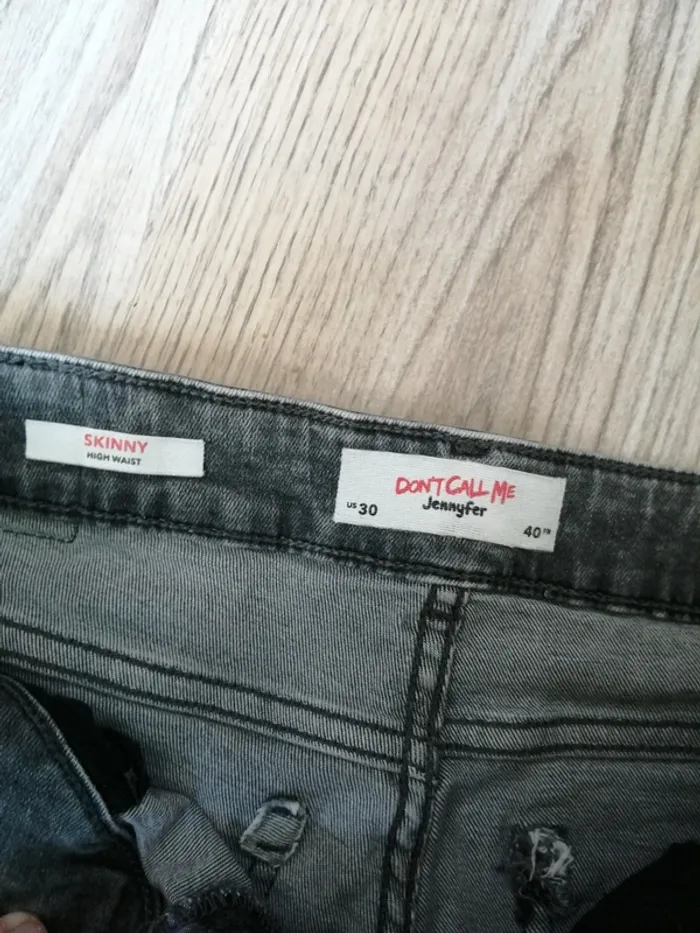 SKINNY
HIGH WAIST
DON'T CALL ME
Jennyfer
US 30
40 FR